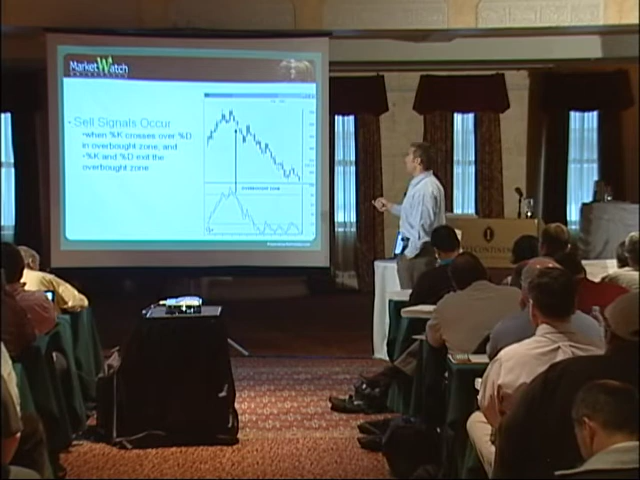 MarketWatch
Sell Signals Occur
when %K crosses over %D
in overbought zone, and
%K and %D exit the
overbought zone
OVERBOUGHT ZONE